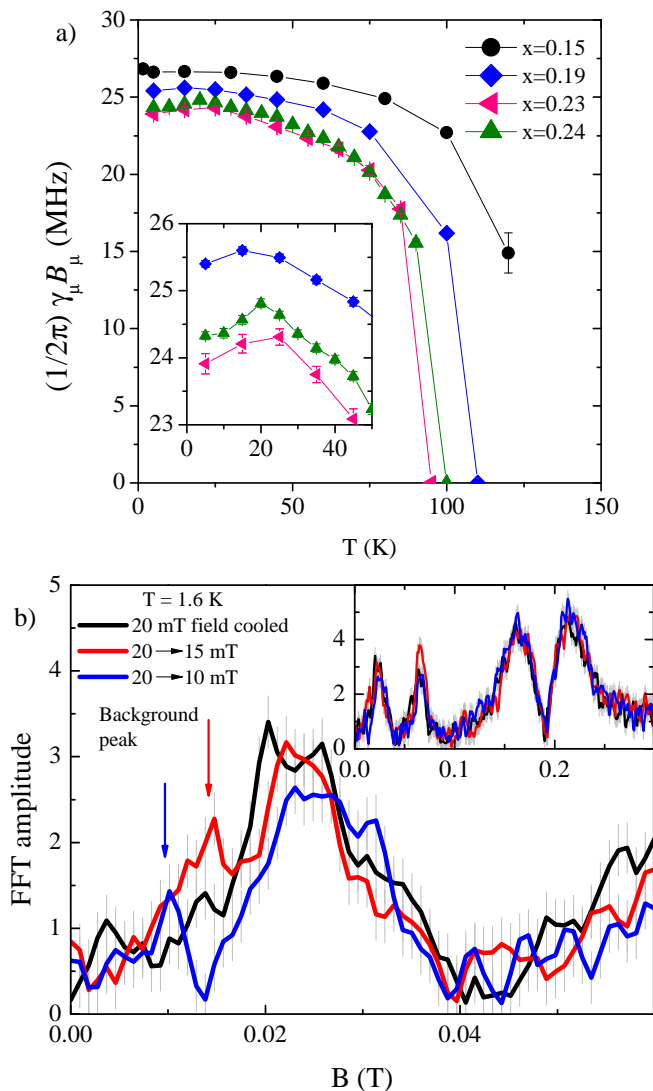 a)
30
25
20
15
10
5
0
(1/2π) γμBμ (MHz)
x=0.15
x=0.19
x=0.23
x=0.24
26
25
24
23
0 20 40
50 100 150
T (K)
b)
5
4
3
2
1
0
FFT amplitude
T = 1.6 K
20 mT field cooled
20 → 15 mT
20 → 10 mT
Background
peak
4
2
0
0.0 0.1 0.2
0.00 0.02 0.04
B (T)